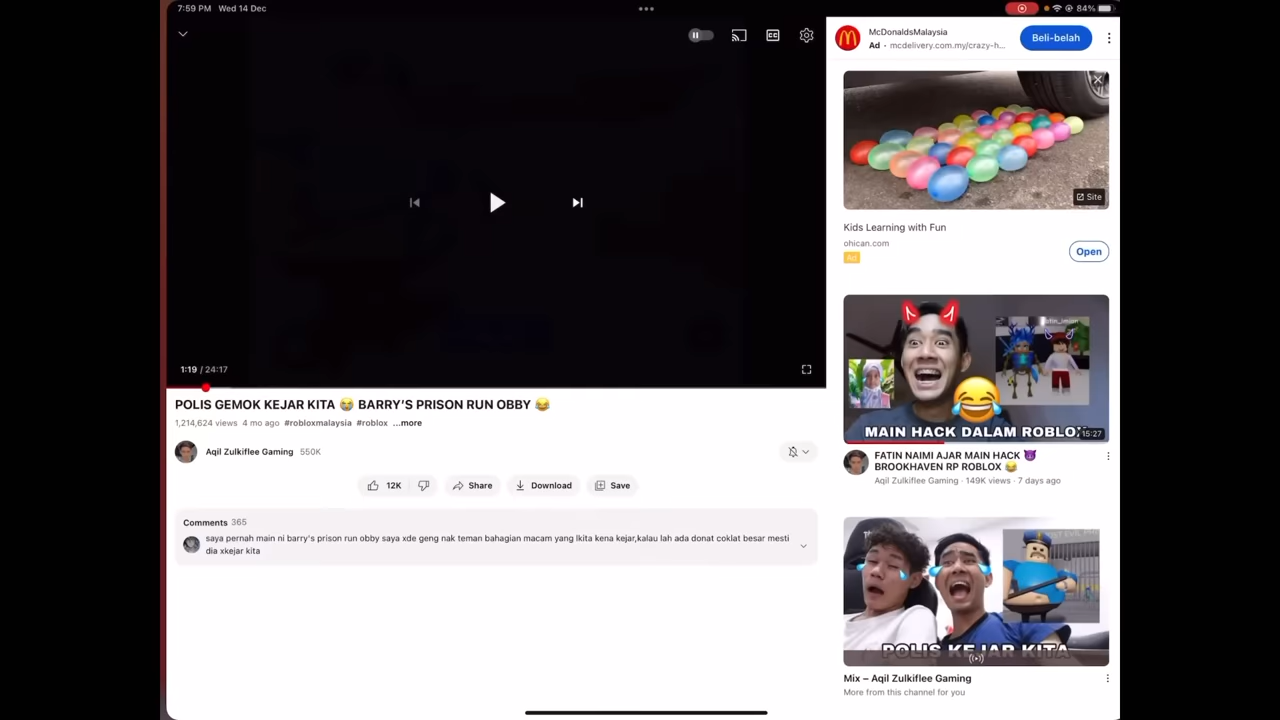 7:59 PM Wed 14 Dec
84%
1:19 / 24:17
POLIS GEMOK KEJAR KITA 😭 BARRY'S PRISON RUN OBBY 😂
1,214,624 views 4 mo ago #robloxmalaysia #roblox ...more
Aqil Zulkiflee Gaming 550K
12K
Share
Download
Save
Comments 365
saya pernah main ni barry's prison run obby saya xde geng nak teman bahagian macam yang lkita kena kejar,kalau lah ada donat coklat besar mesti
dia xkejar kita
McDonaldsMalaysia
Ad • mcdelivery.com.my/crazy-h...
Beli-belah
Site
Kids Learning with Fun
ohican.com
Ad
Open
MAIN HACK DALAM ROBLOX
15:27
FATIN NAIMI AJAR MAIN HACK 😈
BROOKHAVEN RP ROBLOX 😂
Aqil Zulkiflee Gaming · 149K views · 7 days ago
POLIS KEJAR KITA
Mix – Aqil Zulkiflee Gaming
More from this channel for you